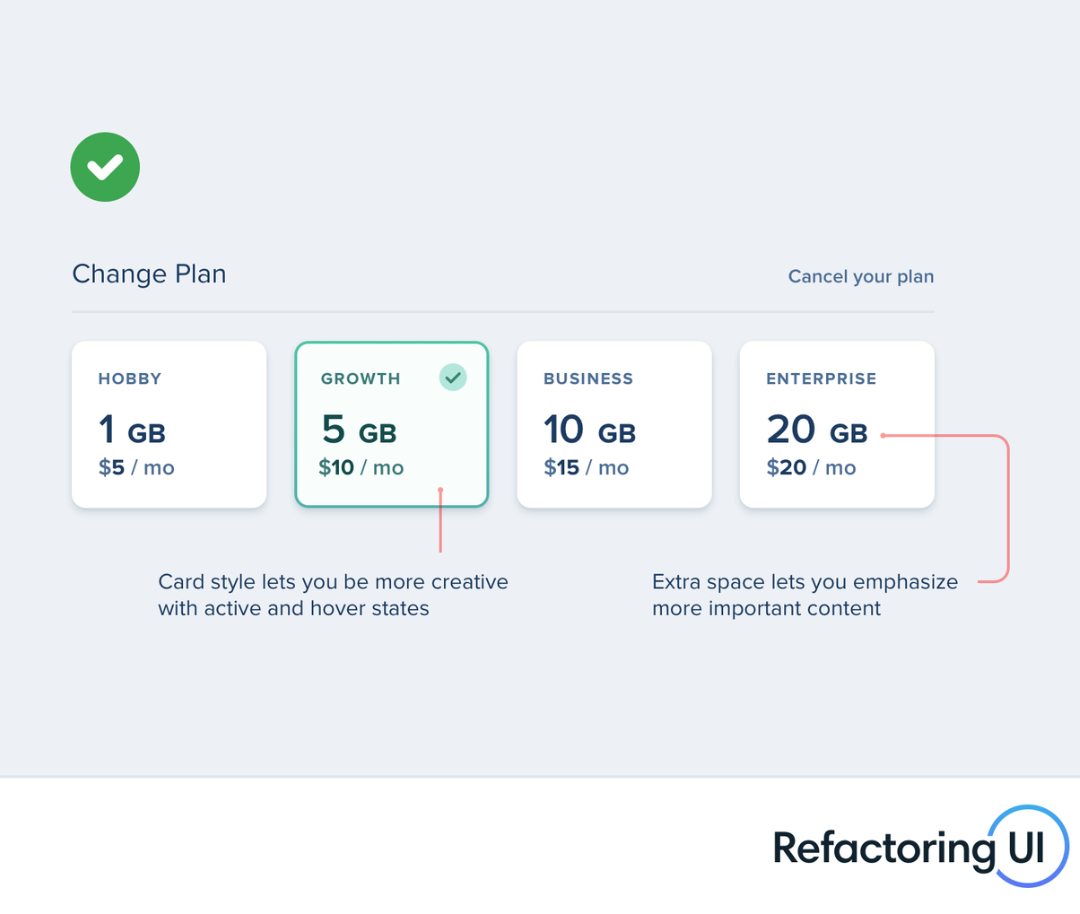 Change Plan
Cancel your plan
HOBBY
1 GB
$5 / mo
GROWTH
5 GB
$10 / mo
BUSINESS
10 GB
$15 / mo
ENTERPRISE
20 GB
$20 / mo
Card style lets you be more creative
with active and hover states
Extra space lets you emphasize
more important content
Refactoring UI